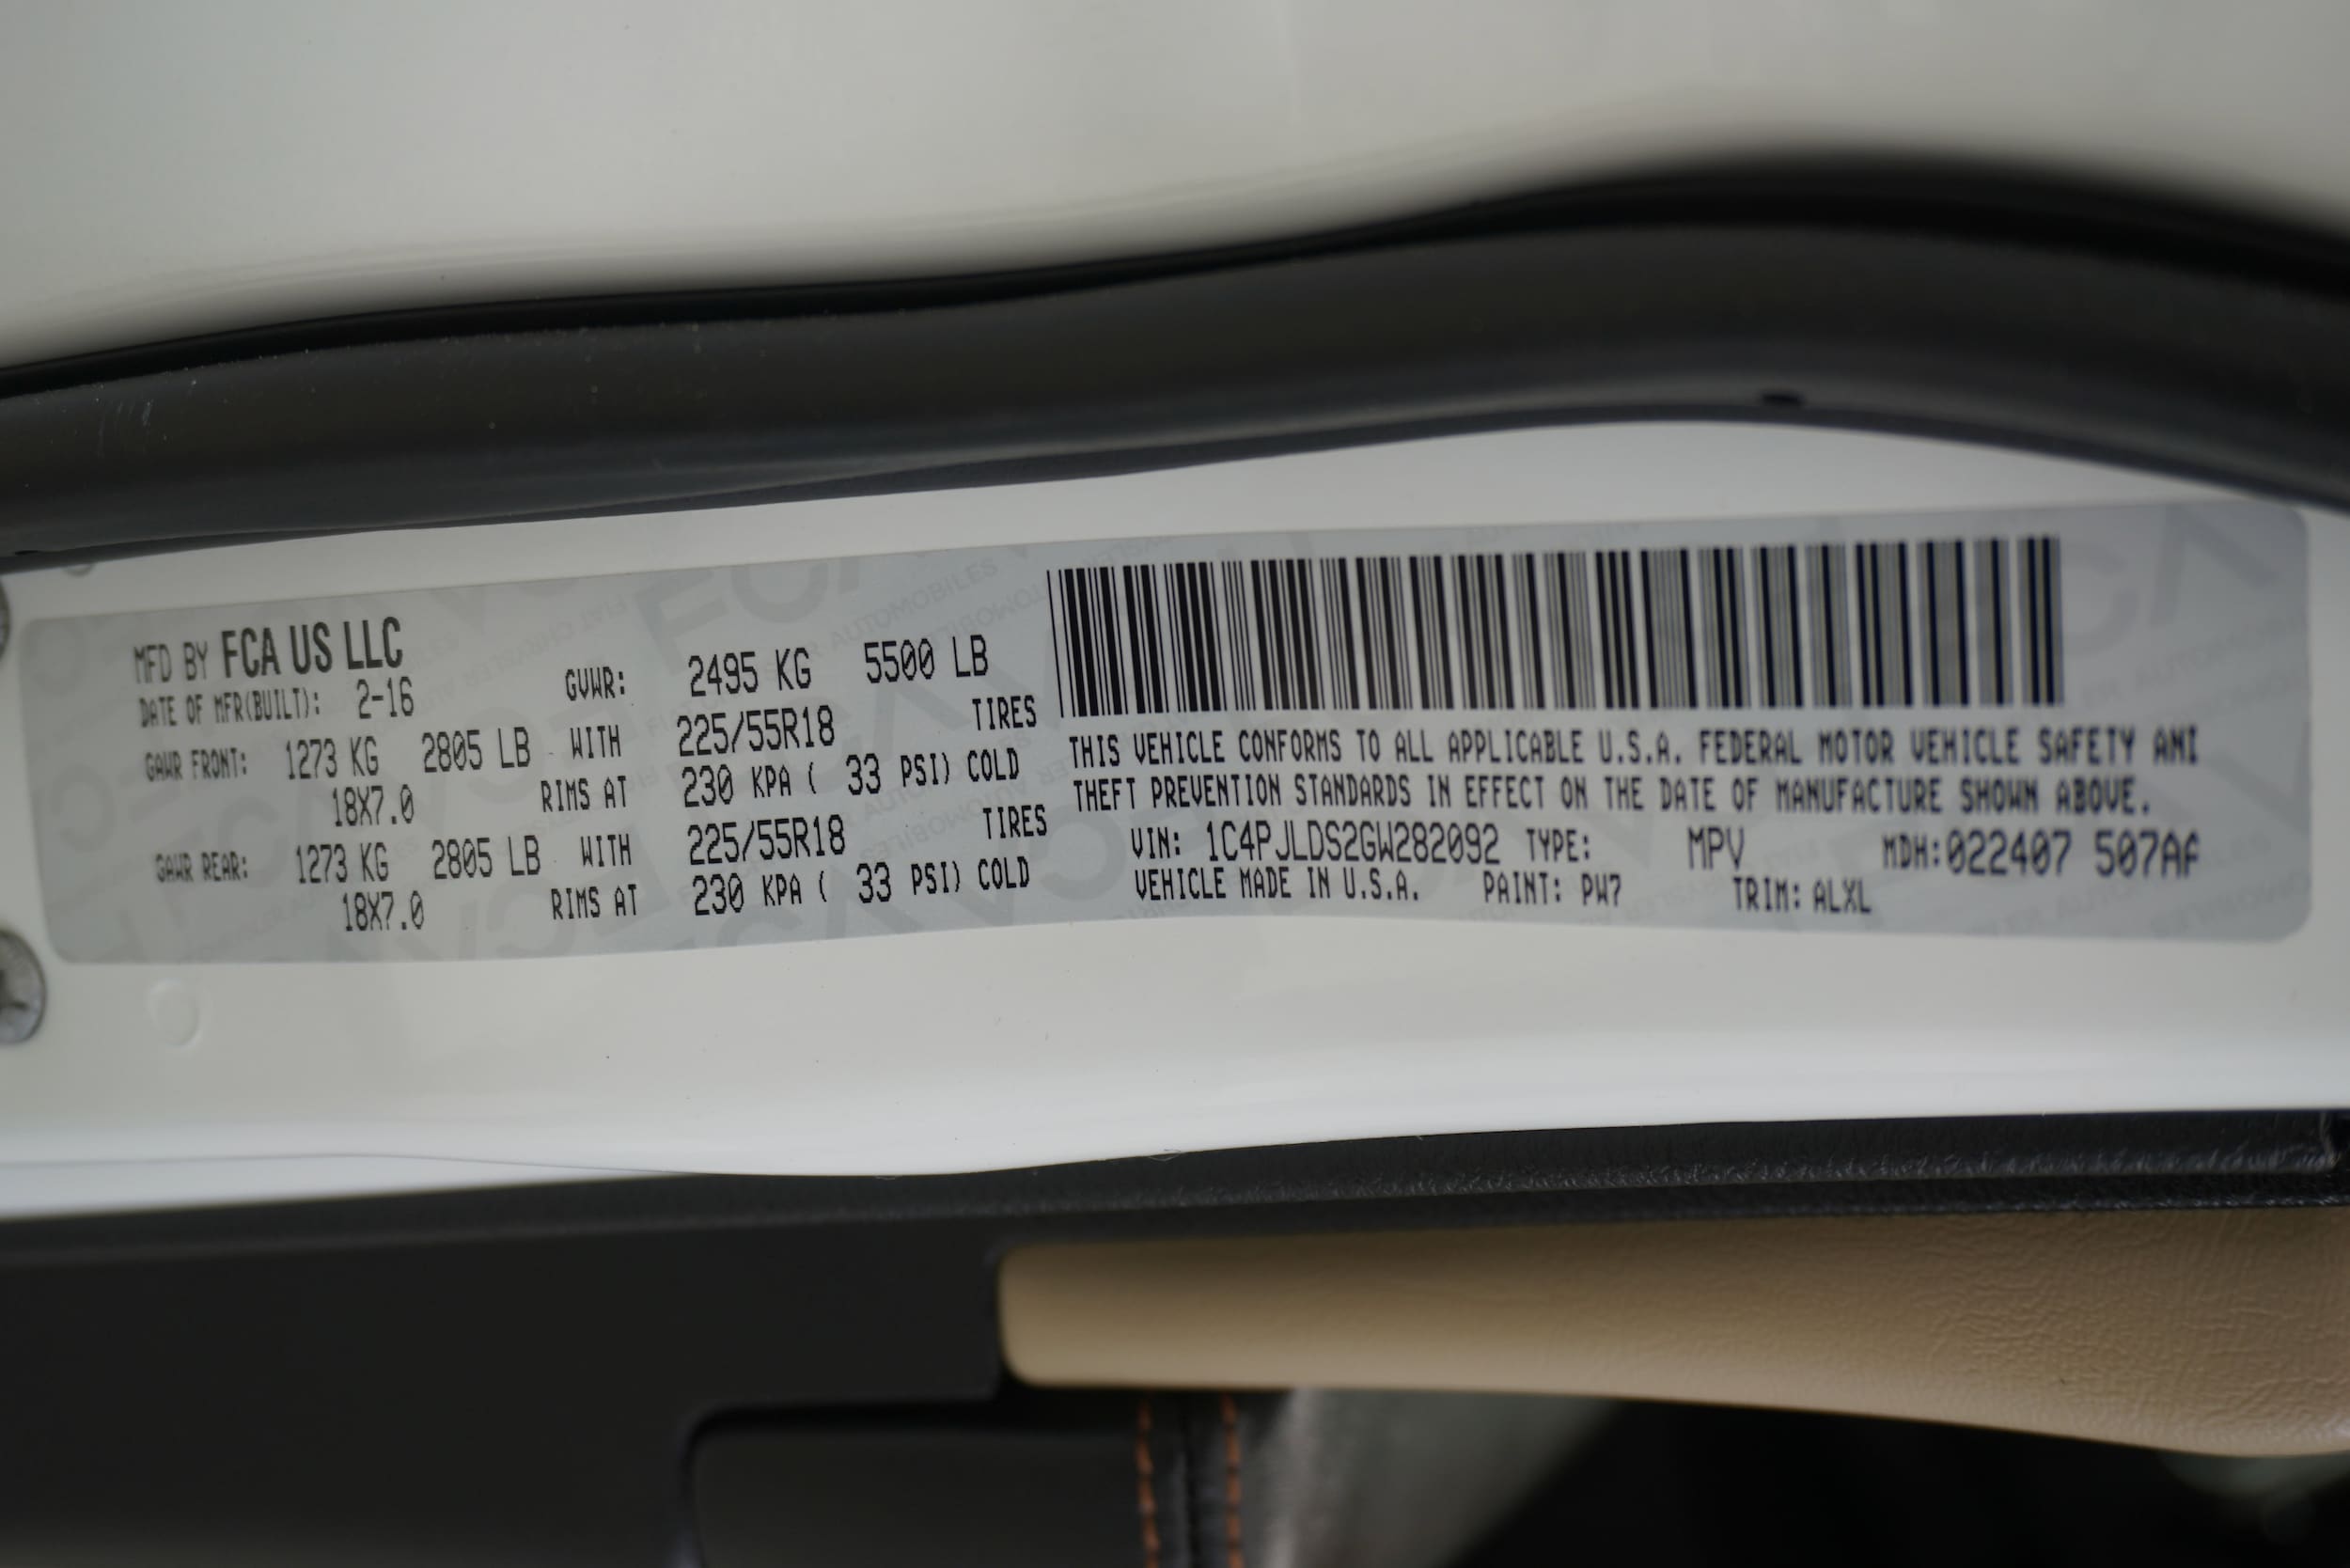 MFD BY FCA US LLC
DATE OF MFR(BUILT): 2-16 GVWR: 2495 KG 5500 LB
GAWR FRONT: 1273 KG 2805 LB WITH 225/55R18 TIRES
18X7.0 RIMS AT 230 KPA ( 33 PSI) COLD
GAWR REAR: 1273 KG 2805 LB WITH 225/55R18 TIRES
18X7.0 RIMS AT 230 KPA ( 33 PSI) COLD
THIS VEHICLE CONFORMS TO ALL APPLICABLE U.S.A. FEDERAL MOTOR VEHICLE SAFETY AND
THEFT PREVENTION STANDARDS IN EFFECT ON THE DATE OF MANUFACTURE SHOWN ABOVE.
VIN: 1C4PJLDS2GW282092 TYPE: MPV MDH: 022407 507AF
VEHICLE MADE IN U.S.A. PAINT: PW7 TRIM: ALXL